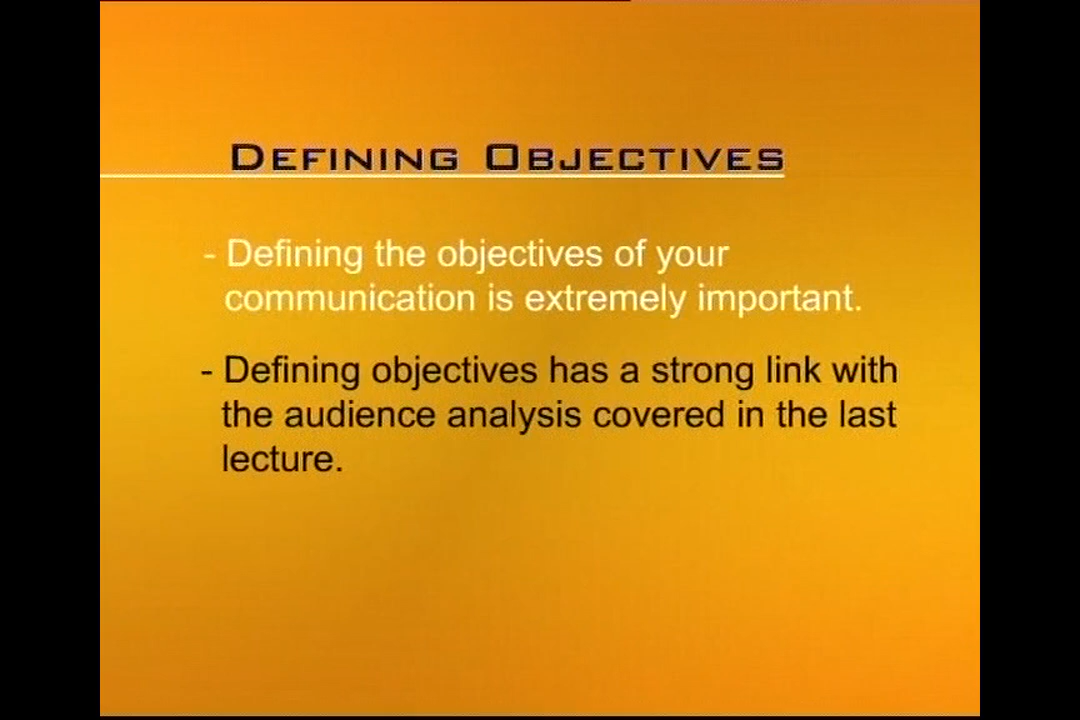 DEFINING OBJECTIVES
- Defining the objectives of your
communication is extremely important.
- Defining objectives has a strong link with
the audience analysis covered in the last
lecture.